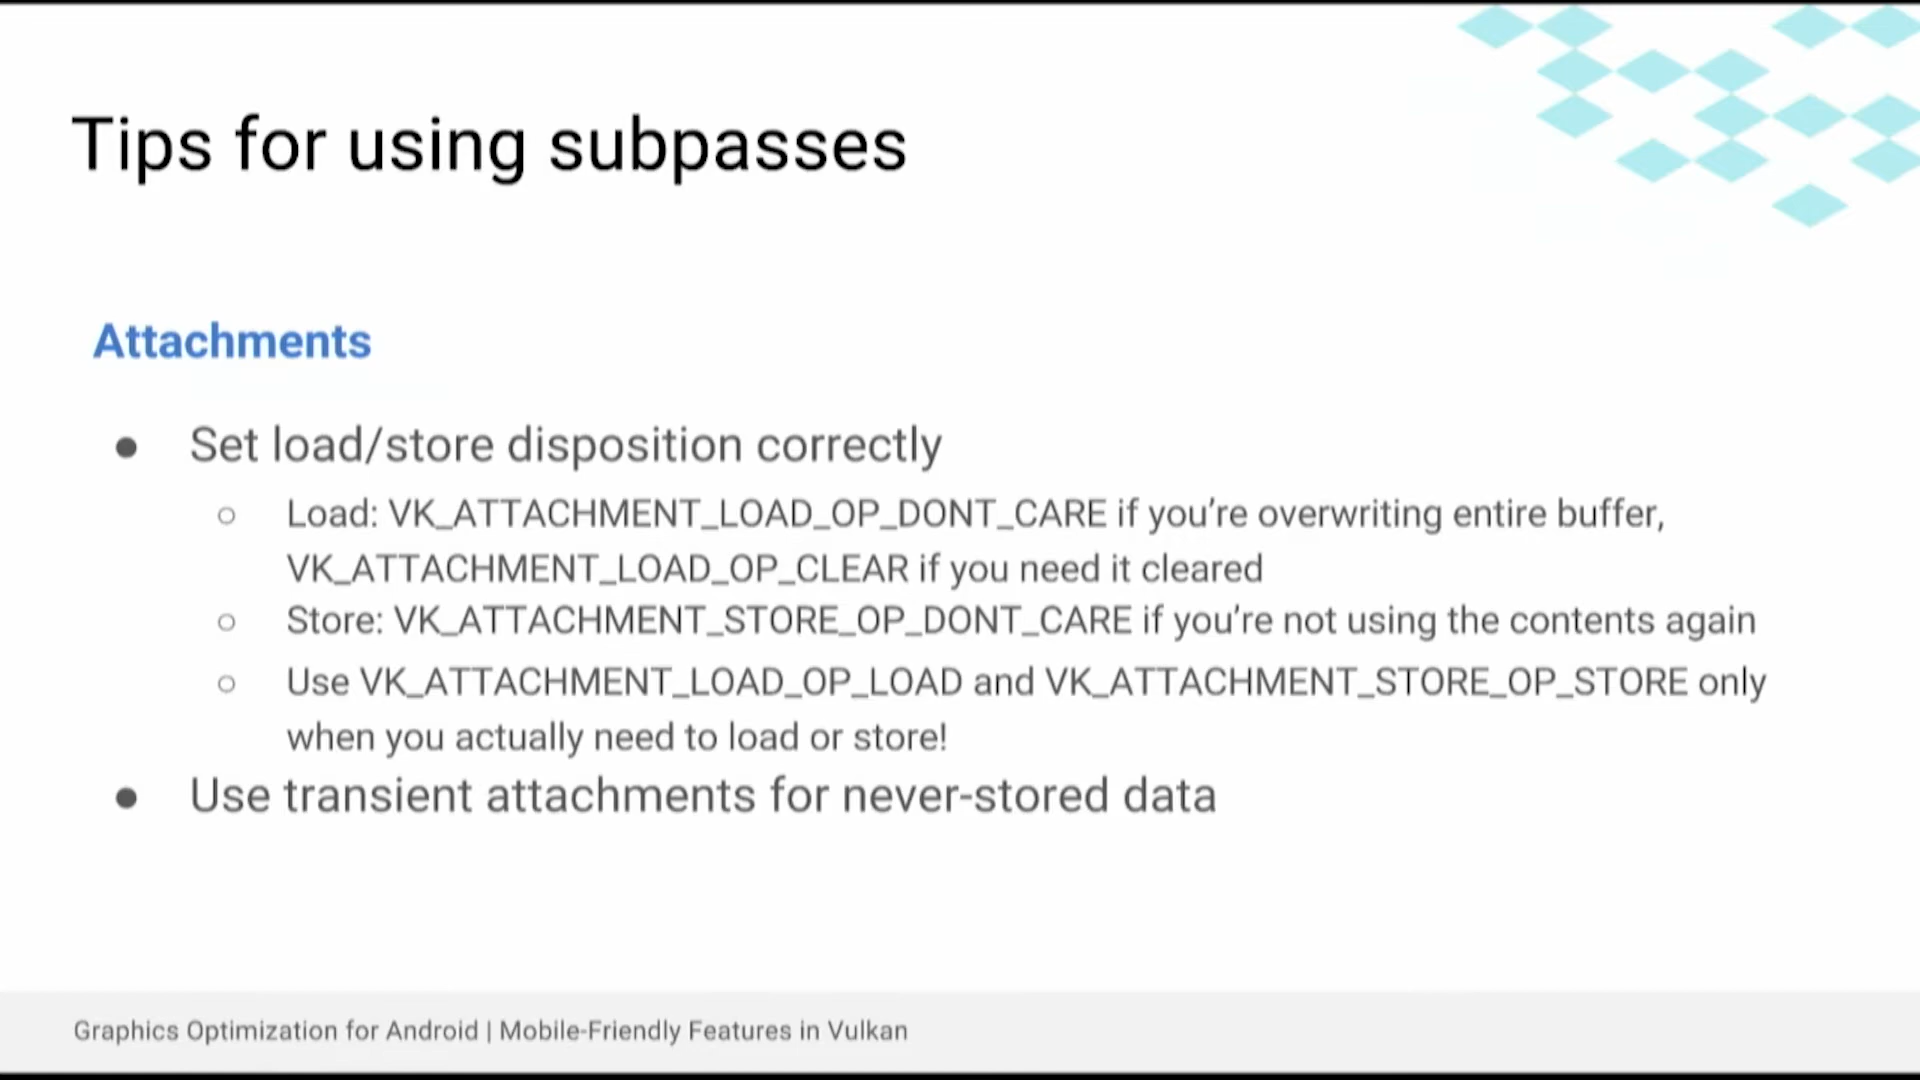 Tips for using subpasses
Attachments
● Set load/store disposition correctly
○ Load: VK_ATTACHMENT_LOAD_OP_DONT_CARE if you’re overwriting entire buffer,
VK_ATTACHMENT_LOAD_OP_CLEAR if you need it cleared
○ Store: VK_ATTACHMENT_STORE_OP_DONT_CARE if you’re not using the contents again
○ Use VK_ATTACHMENT_LOAD_OP_LOAD and VK_ATTACHMENT_STORE_OP_STORE only
when you actually need to load or store!
● Use transient attachments for never-stored data
Graphics Optimization for Android | Mobile-Friendly Features in Vulkan